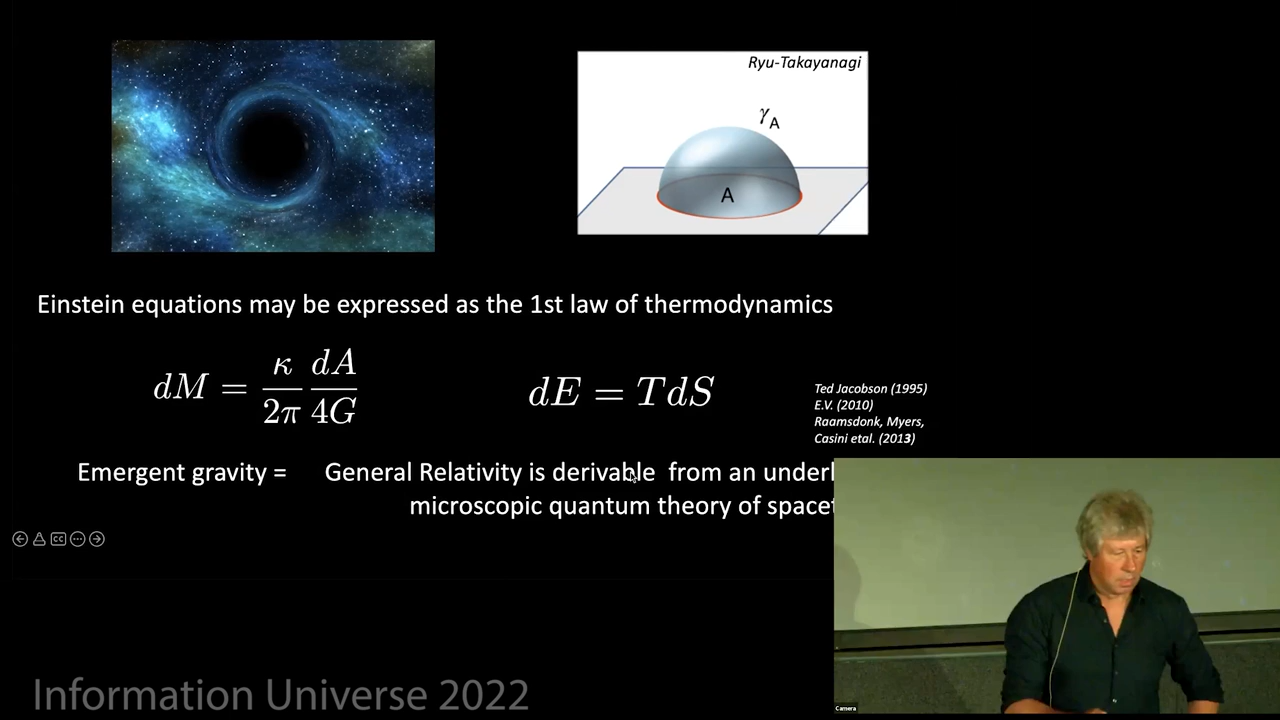 Ryu-Takayanagi
γ_A
A
Einstein equations may be expressed as the 1st law of thermodynamics
dM = κ/2π dA/4G
dE = TdS
Ted Jacobson (1995)
E.V. (2010)
Raamsdonk, Myers,
Casini etal. (2013)
Emergent gravity = General Relativity is derivable from an
microscopic quantum theory of
CC
Information Universe 2022
Camera